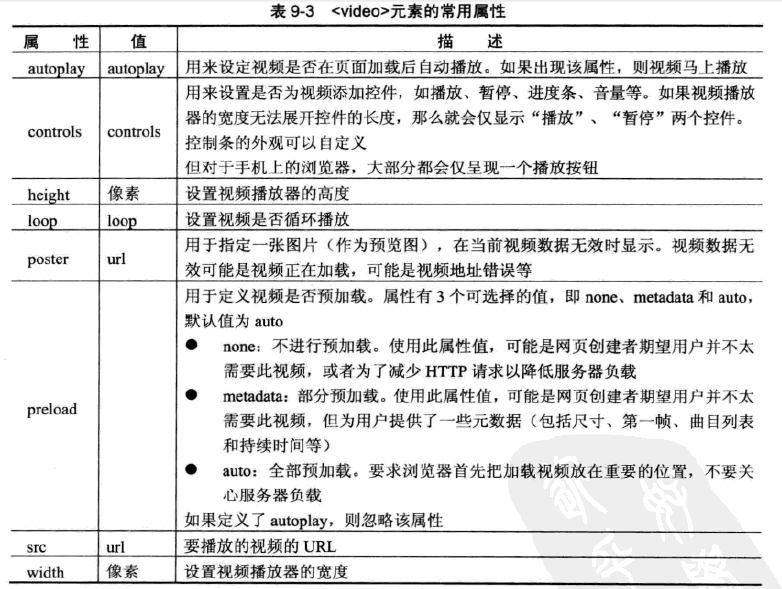 表 9-3 <video>元素的常用属性
属 性 值 描 述
autoplay autoplay 用来设定视频是否在页面加载后自动播放。如果出现该属性，则视频马上播放
用来设置是否为视频添加控件，如播放、暂停、进度条、音量等。如果视频播放
器的宽度无法展开控件的长度，那么就会仅显示“播放”、“暂停”两个控件。
controls controls
控制条的外观可以自定义
但对于手机上的浏览器，大部分都会仅呈现一个播放按钮
height 像素 设置视频播放器的高度
loop loop 设置视频是否循环播放
用于指定一张图片（作为预览图），在当前视频数据无效时显示。视频数据无
poster url
效可能是视频正在加载，可能是视频地址错误等
用于定义视频是否预加载。属性有 3 个可选择的值，即 none、metadata 和 auto，
默认值为 auto
● none：不进行预加载。使用此属性值，可能是网页创建者期望用户并不太
需要此视频，或者为了减少 HTTP 请求以降低服务器负载
● metadata：部分预加载。使用此属性值，可能是网页创建者期望用户并不太
preload
需要此视频，但为用户提供了一些元数据（包括尺寸、第一帧、曲目列表
和持续时间等）
● auto：全部预加载。要求浏览器首先把加载视频放在重要的位置，不要关
心服务器负载
如果定义了 autoplay，则忽略该属性
src url 要播放的视频的 URL
width 像素 设置视频播放器的宽度